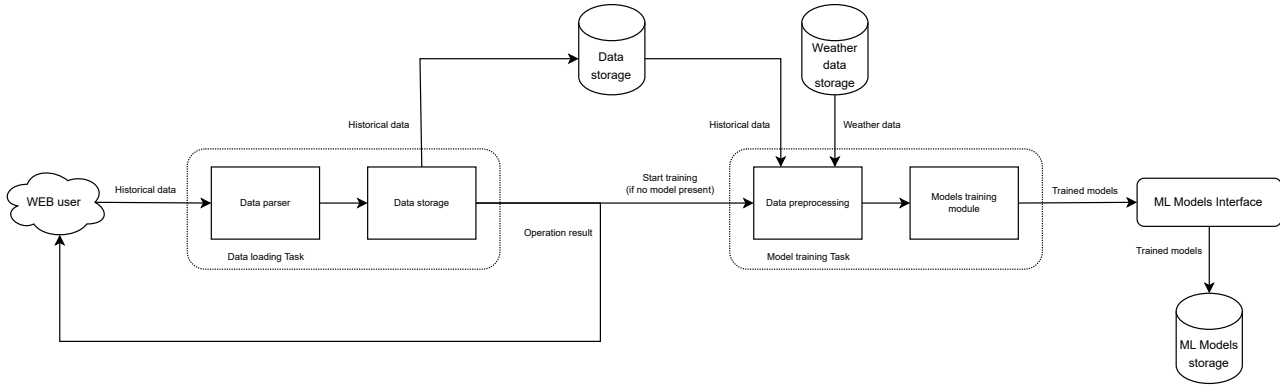 Data
storage
Weather
data
storage
Historical data
Historical data
Weather data
WEB user
Historical data
Data parser
Data storage
Start training
(if no model present)
Data preprocessing
Models training
module
Trained models
ML Models Interface
Operation result
Data loading Task
Model training Task
Trained models
ML Models
storage